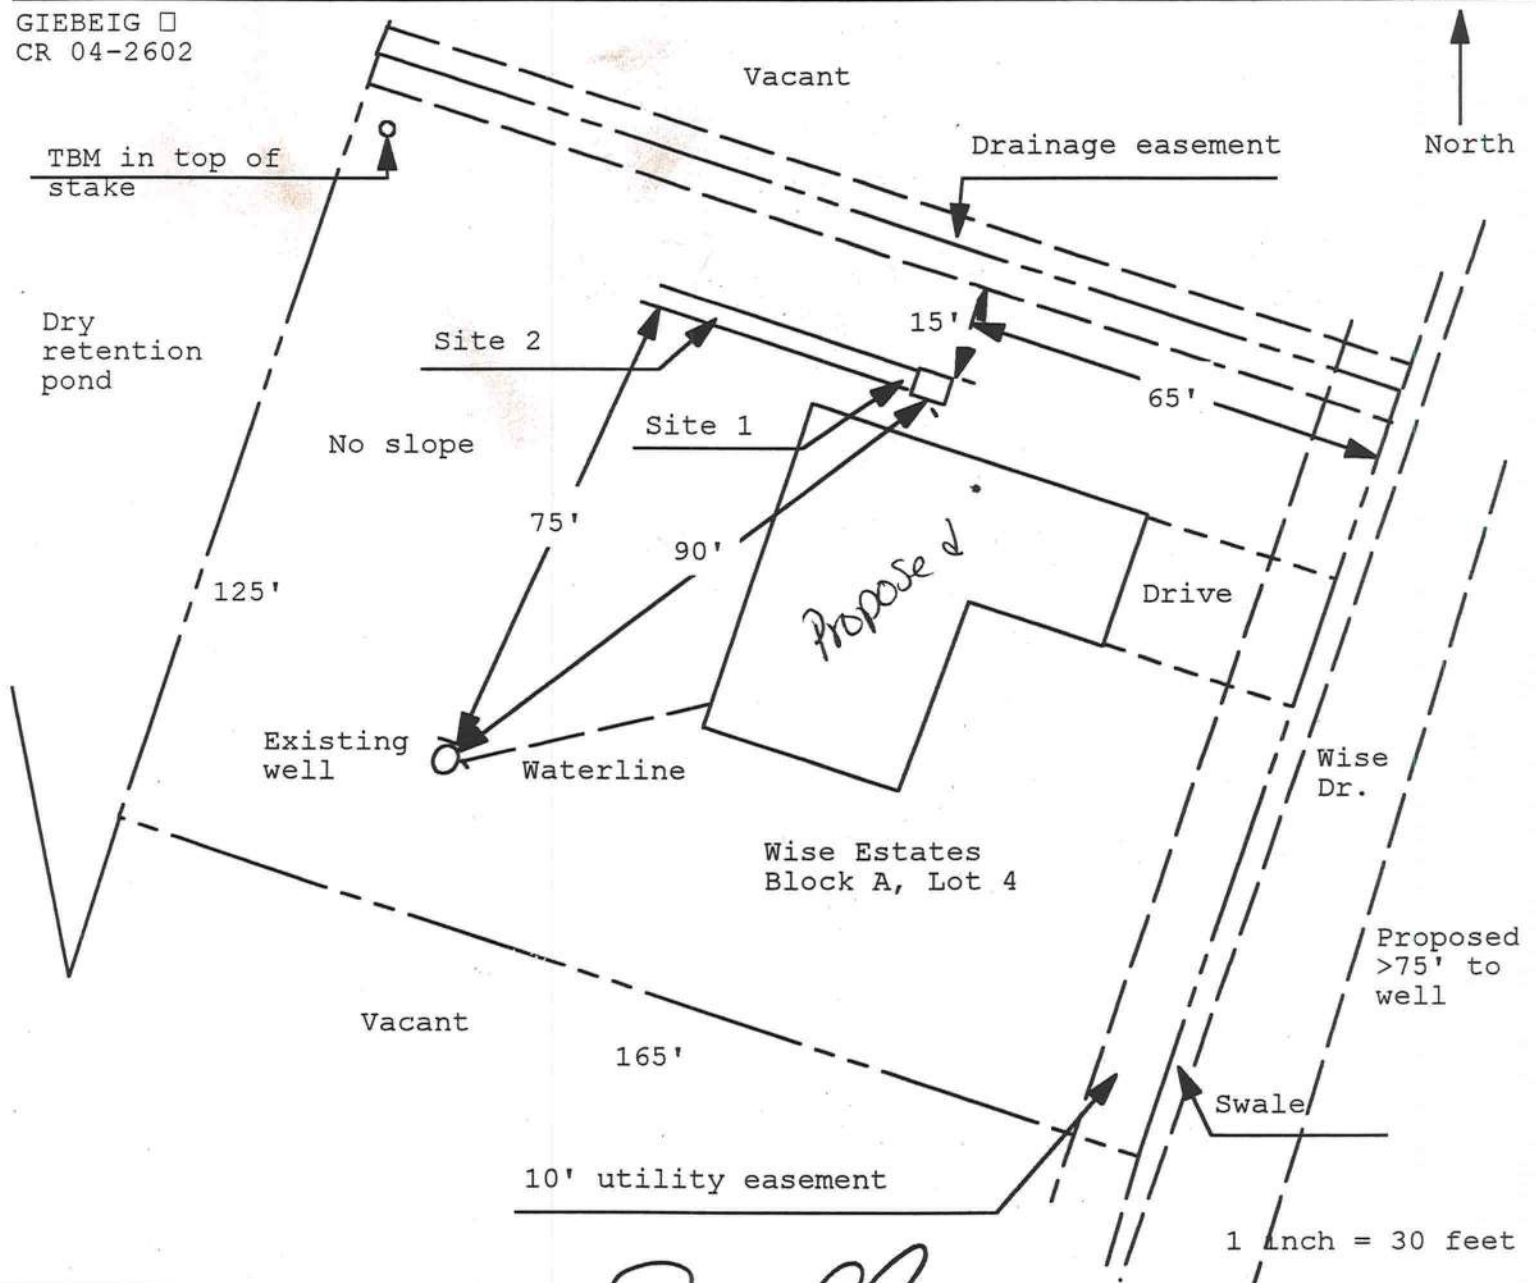 GIEBEIG □
CR 04-2602
Vacant
Drainage easement
North
TBM in top of
stake
Dry
retention
pond
15'
Site 2
65'
Site 1
No slope
75'
90'
Proposed
125'
Drive
Existing
well
Waterline
Wise
Dr.
Wise Estates
Block A, Lot 4
Proposed
>75' to
well
Vacant
165'
Swale
10' utility easement
1 inch = 30 feet